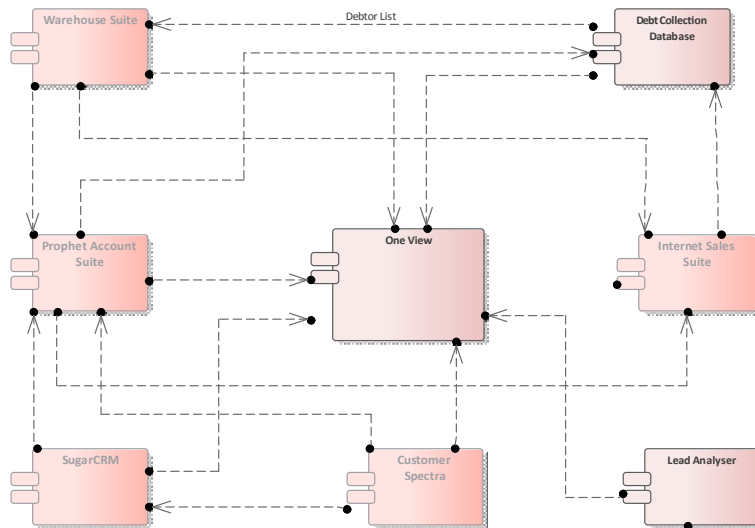 Warehouse Suite
Debtor List
Debt Collection
Database
Prophet Account
Suite
One View
Internet Sales
Suite
SugarCRM
Customer
Spectra
Lead Analyser